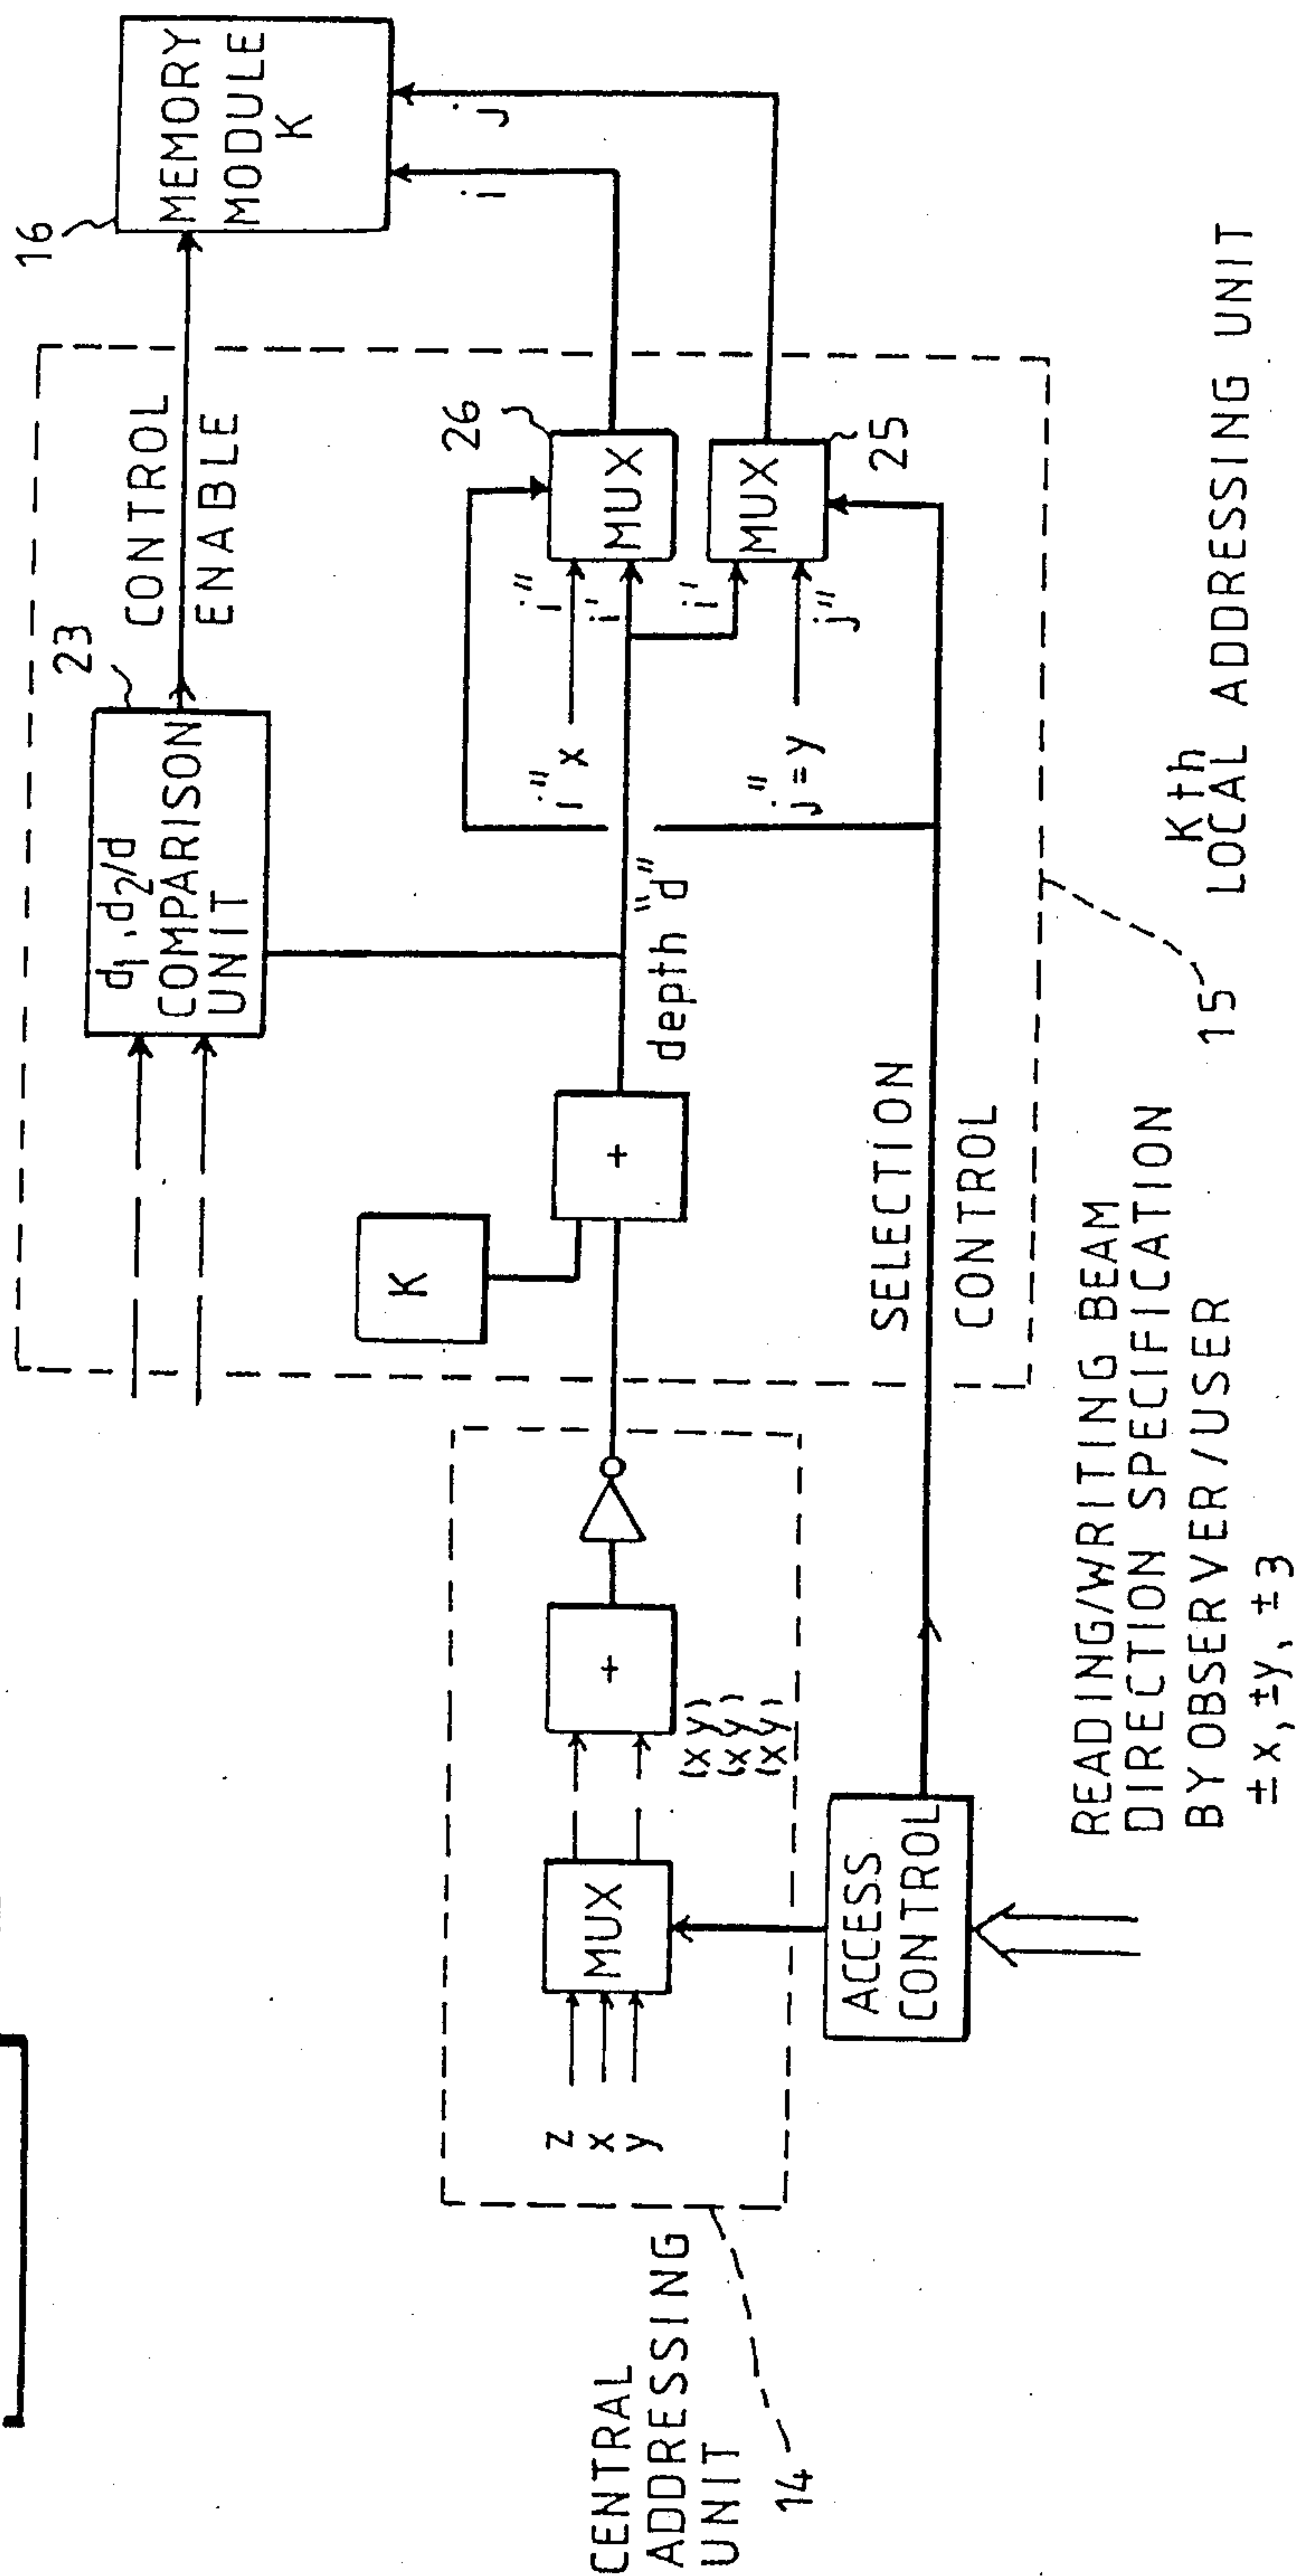 CENTRAL
ADDRESSING
UNIT
14
z
x
y
MUX
+
(x y)
(x y)
(x y)
ACCESS
CONTROL
READING/WRITING BEAM
DIRECTION SPECIFICATION
BY OBSERVER/USER
± x, ±y, ±3
K
+
depth "d"
SELECTION
CONTROL
d1, d2/d
COMPARISON
UNIT
23
CONTROL
ENABLE
i" x
i"
i'
MUX
26
j"=y
i'
j"
MUX
25
i
j
16
MEMORY
MODULE
K
15
Kth
LOCAL ADDRESSING UNIT